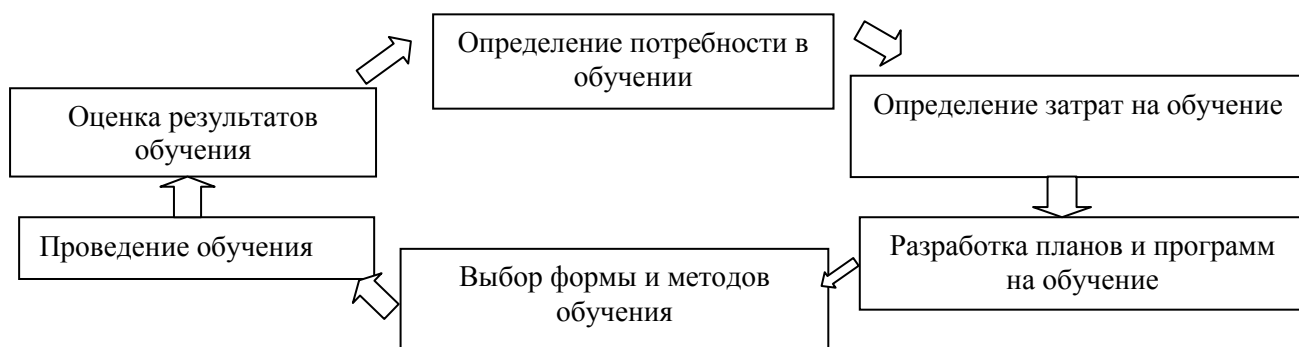 Определение потребности в
обучении
Определение затрат на обучение
Разработка планов и программ
на обучение
Выбор формы и методов
обучения
Проведение обучения
Оценка результатов
обучения